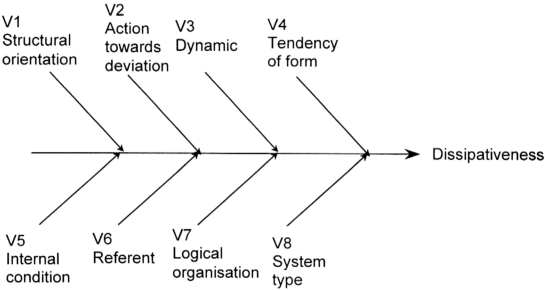 V1
Structural
orientation
V2
Action
towards
deviation
V3
Dynamic
V4
Tendency
of form
Dissipativeness
V5
Internal
condition
V6
Referent
V7
Logical
organisation
V8
System
type